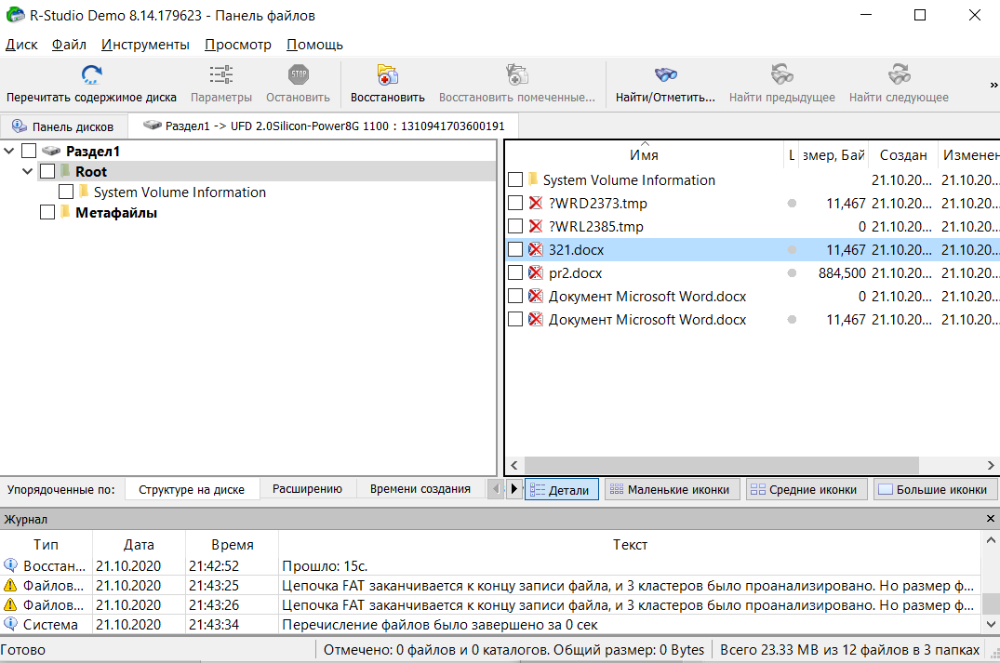 R-Studio Demo 8.14.179623 - Панель файлов
Диск Файл Инструменты Просмотр Помощь
STOP
Перечитать содержимое диска Параметры Остановить Восстановить Восстановить помеченные... Найти/Отметить... Найти предыдущее Найти следующее »
Панель дисков Раздел1 -> UFD 2.0Silicon-Power8G 1100 : 1310941703600191
Раздел1
Root
System Volume Information
Метафайлы
Имя L змер, Бай Создан Изменен
System Volume Information 21.10.20... 21.10.20...
?WRD2373.tmp 11,467 21.10.20... 21.10.20...
?WRL2385.tmp 0 21.10.20... 21.10.20...
321.docx 11,467 21.10.20... 21.10.20...
pr2.docx 884,500 21.10.20... 21.10.20...
Документ Microsoft Word.docx 0 21.10.20... 21.10.20...
Документ Microsoft Word.docx 11,467 21.10.20... 21.10.20...
Упорядоченные по: Структуре на диске Расширению Времени создания Детали Маленькие иконки Средние иконки Большие иконки
Журнал
Тип Дата Время Текст
Восстан... 21.10.2020 21:42:52 Прошло: 15с.
Файлов... 21.10.2020 21:43:25 Цепочка FAT заканчивается к концу записи файла, и 3 кластеров было проанализировано. Но размер ф...
Файлов... 21.10.2020 21:43:26 Цепочка FAT заканчивается к концу записи файла, и 3 кластеров было проанализировано. Но размер ф...
Система 21.10.2020 21:43:34 Перечисление файлов было завершено за 0 сек
Готово Отмечено: 0 файлов и 0 каталогов. Общий размер: 0 Bytes Всего 23.33 MB из 12 файлов в 3 папках